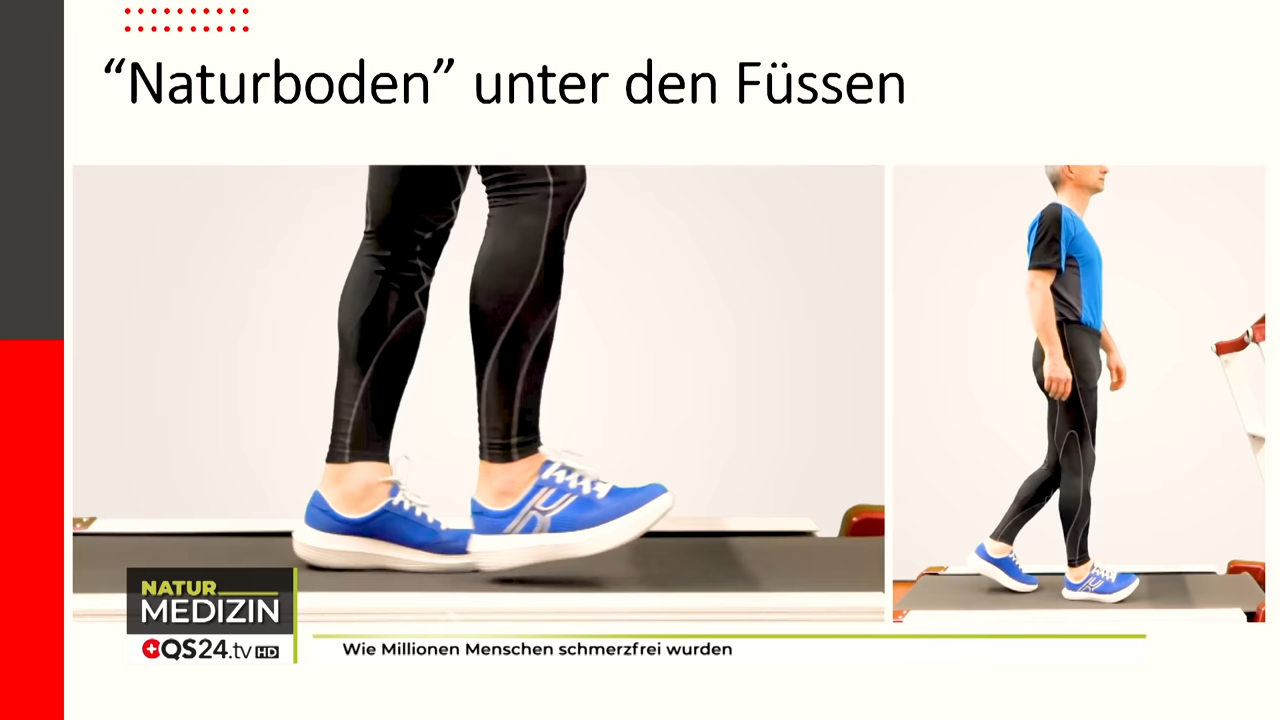 “Naturboden” unter den Füssen
NATUR
MEDIZIN
QS24.tv HD
Wie Millionen Menschen schmerzfrei wurden